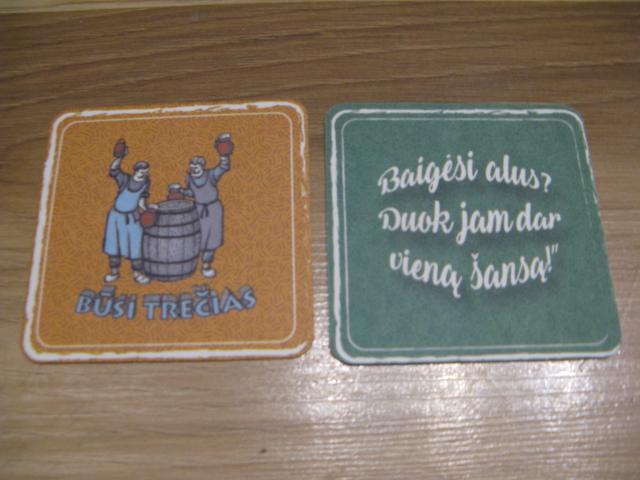 BŪSI TREČIAS
Baigėsi alus?
Duok jam dar
vieną šansą!"